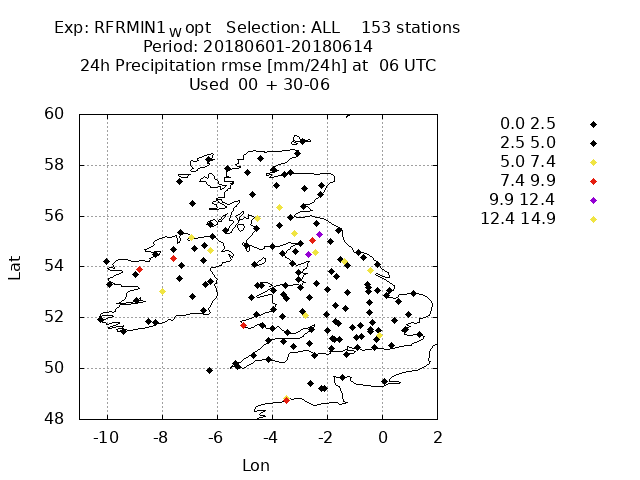 Exp: RFRMIN1 W opt Selection: ALL 153 stations
Period: 20180601-20180614
24h Precipitation rmse [mm/24h] at 06 UTC
Used 00 + 30-06
60
58
56
54
52
50
48
Lat
-10 -8 -6 -4 -2 0 2
Lon
0.0 2.5
2.5 5.0
5.0 7.4
7.4 9.9
9.9 12.4
12.4 14.9